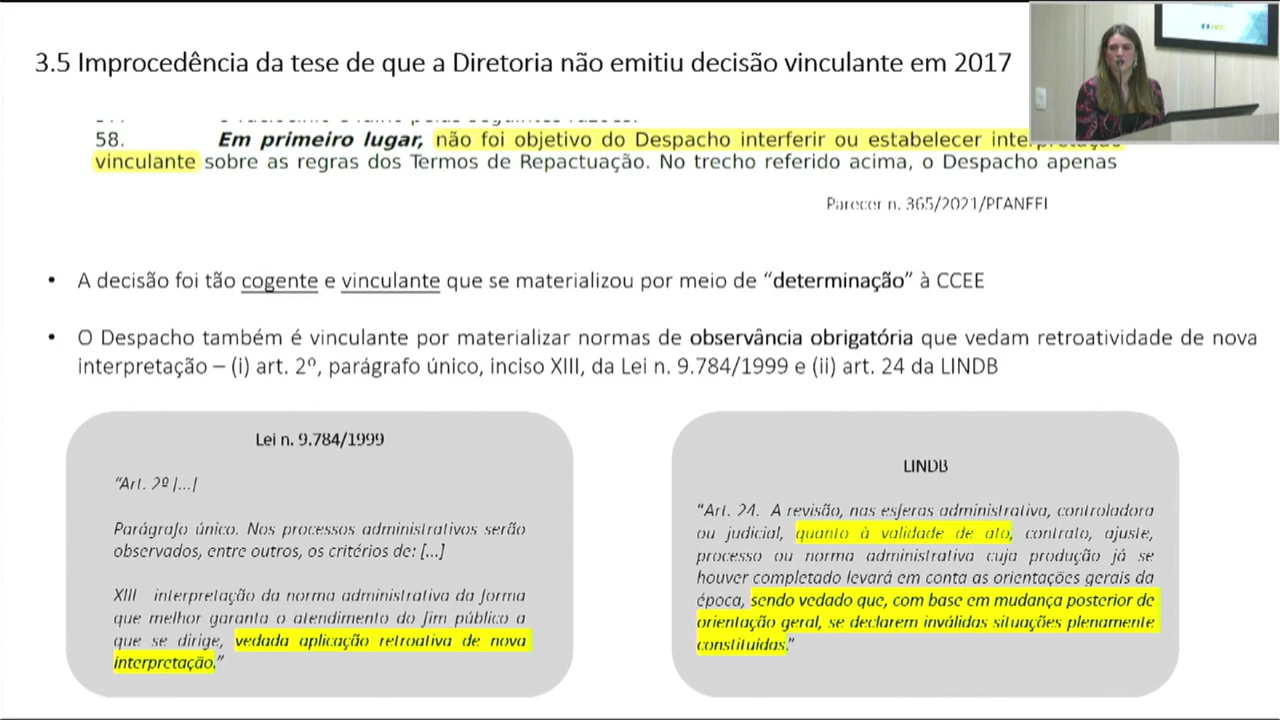 3.5 Improcedência da tese de que a Diretoria não emitiu decisão vinculante em 2017
58. Em primeiro lugar, não foi objetivo do Despacho interferir ou estabelecer interpretação
vinculante sobre as regras dos Termos de Repactuação. No trecho referido acima, o Despacho apenas
Parecer n. 365/2021/PFANEEL
• A decisão foi tão cogente e vinculante que se materializou por meio de “determinação” à CCEE
• O Despacho também é vinculante por materializar normas de observância obrigatória que vedam retroatividade de nova
interpretação – (i) art. 2º, parágrafo único, inciso XIII, da Lei n. 9.784/1999 e (ii) art. 24 da LINDB
Lei n. 9.784/1999
“Art. 2º [...]
Parágrafo único. Nos processos administrativos serão
observados, entre outros, os critérios de: [...]
XIII interpretação da norma administrativa da forma
que melhor garanta o atendimento do fim público a
que se dirige, vedada aplicação retroativa de nova
interpretação.”
LINDB
“Art. 24. A revisão, nas esferas administrativa, controladora
ou judicial, quanto à validade de ato, contrato, ajuste,
processo ou norma administrativa cuja produção já se
houver completado levará em conta as orientações gerais da
época, sendo vedado que, com base em mudança posterior de
orientação geral, se declarem inválidas situações plenamente
constituídas.”